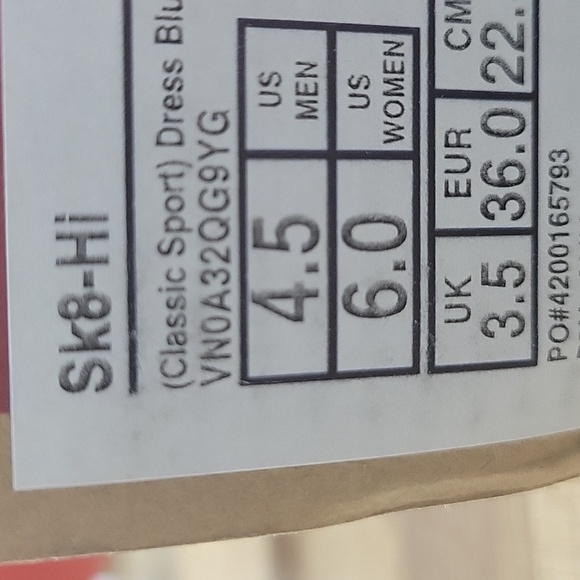 Sk8-Hi
(Classic Sport) Dress
VN0A32QG9YG
4.5 US MEN
6.0 US WOMEN
UK EUR CM
3.5 36.0 22.
PO#4200165793